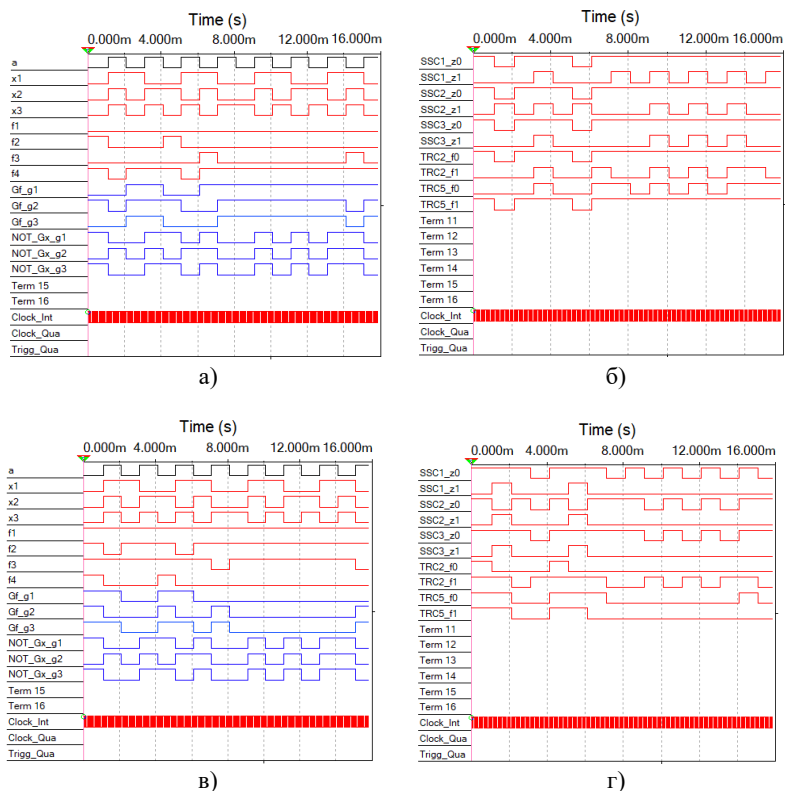 Time (s)
0.000m 4.000m 12.000m 16.000m
a
x1
x2
x3
f1
f2
f3
f4
Gf_g1
Gf_g2
Gf_g3
NOT_Gx_g1
NOT_Gx_g2
NOT_Gx_g3
Term 15
Term 16
Clock_Int
Clock_Qua
Trigg_Qua
а)
Time (s)
0.000m 4.000m 12.000m 16.000m
SSC1_z0
SSC1_z1
SSC2_z0
SSC2_z1
SSC3_z0
SSC3_z1
TRC2_f0
TRC2_f1
TRC5_f0
TRC5_f1
Term 11
Term 12
Term 13
Term 14
Term 15
Term 16
Clock_Int
Clock_Qua
Trigg_Qua
б)
Time (s)
0.000m 4.000m 8.000m 12.000m 16.000m
a
x1
x2
x3
f1
f2
f3
f4
Gf_g1
Gf_g2
Gf_g3
NOT_Gx_g1
NOT_Gx_g2
NOT_Gx_g3
Term 15
Term 16
Clock_Int
Clock_Qua
Trigg_Qua
в)
Time (s)
0.000m 4.000m 12.000m 16.000m
SSC1_z0
SSC1_z1
SSC2_z0
SSC2_z1
SSC3_z0
SSC3_z1
TRC2_f0
TRC2_f1
TRC5_f0
TRC5_f1
Term 11
Term 12
Term 13
Term 14
Term 15
Term 16
Clock_Int
Clock_Qua
Trigg_Qua
г)